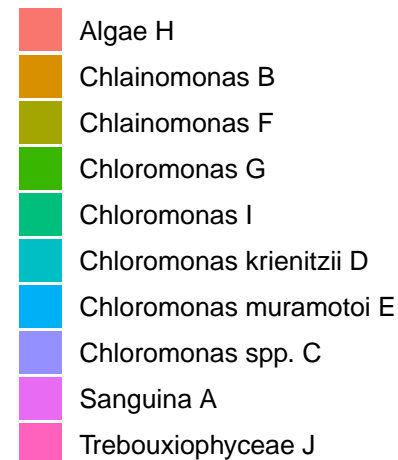 Algae H
Chlainomonas B
Chlainomonas F
Chloromonas G
Chloromonas I
Chloromonas krienitzii D
Chloromonas muramotoi E
Chloromonas spp. C
Sanguina A
Trebouxiophyceae J